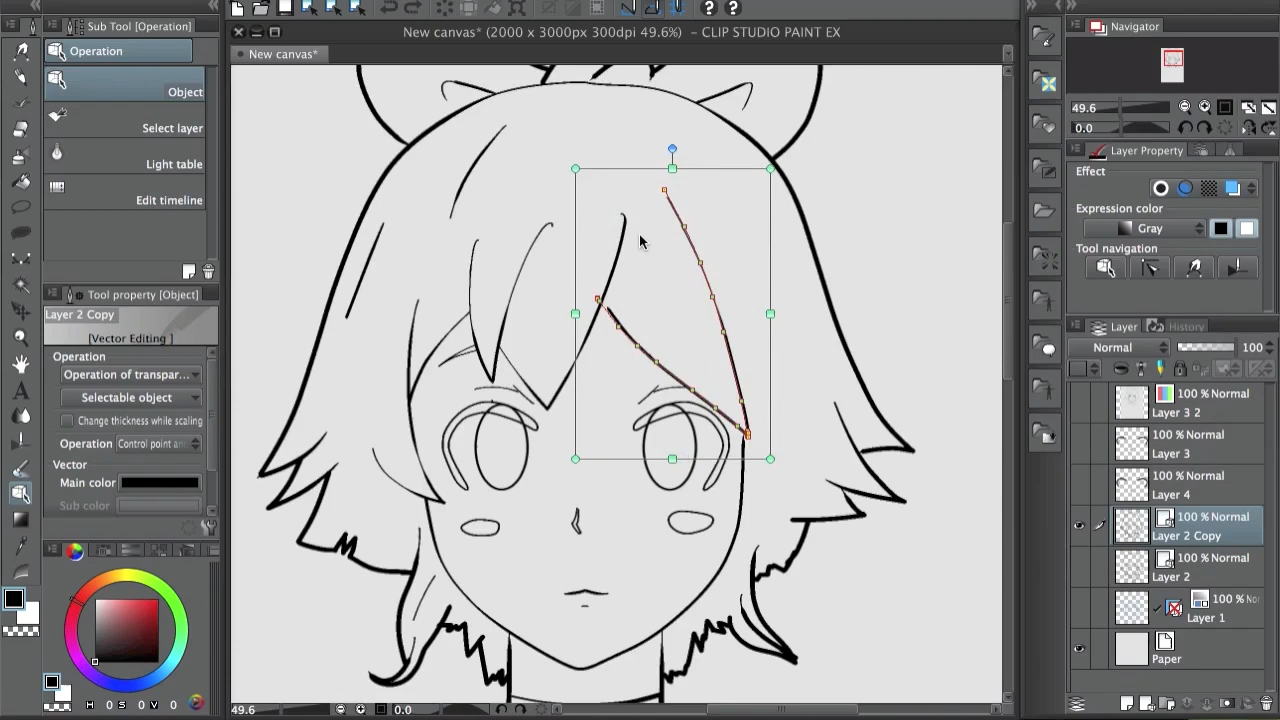 Sub Tool [Operation]
Operation
Object
Select layer
Light table
Edit timeline
Tool property [Object]
Layer 2 Copy
[Vector Editing ]
Operation
Operation of transpar...
Selectable object
Change thickness while scaling
Operation Control point an
Vector
Main color
Sub color
H 0 S 0 V 0
New canvas* (2000 x 3000px 300dpi 49.6%) - CLIP STUDIO PAINT EX
New canvas*
49.6
0.0
Navigator
49.6
0.0
Layer Property
Effect
Expression color
Gray
Tool navigation
Layer
History
Normal
100
100 % Normal
Layer 3 2
100 % Normal
Layer 3
100 % Normal
Layer 4
100 % Normal
Layer 2 Copy
100 % Normal
Layer 2
100 % No
Layer 1
Paper